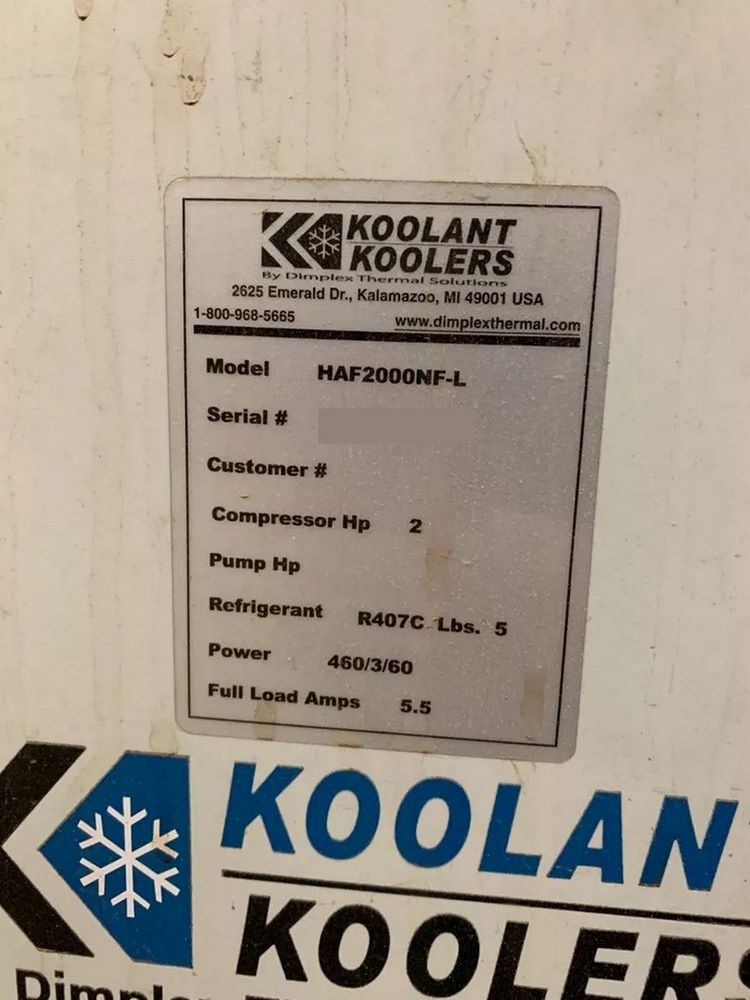 KOOLANT
KOOLERS
By Dimplex Thermal Solutions
2625 Emerald Dr., Kalamazoo, MI 49001 USA
1-800-968-5665 www.dimplexthermal.com
Model HAF2000NF-L
Serial #
Customer #
Compressor Hp 2
Pump Hp
Refrigerant R407C Lbs. 5
Power 460/3/60
Full Load Amps 5.5
KOOLAN
KOOLERS